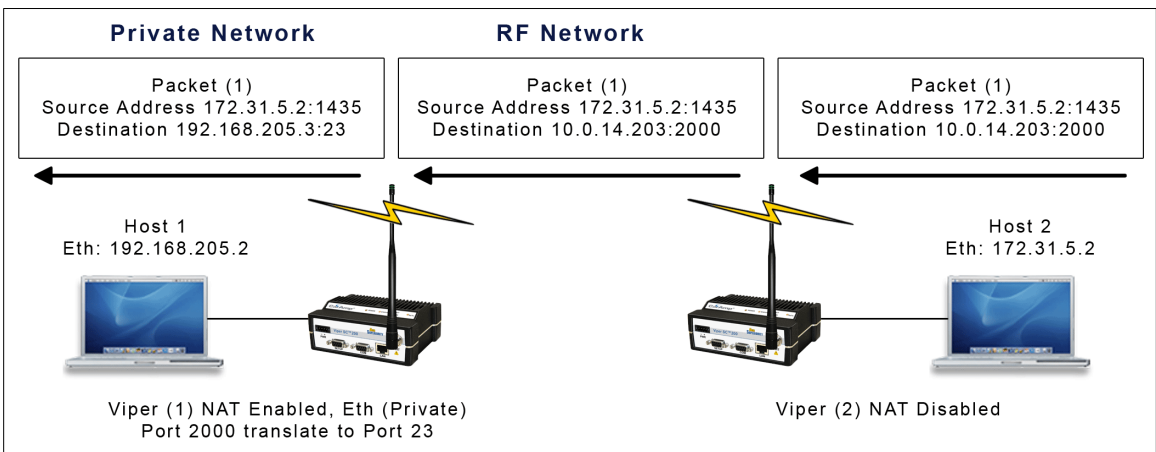 Private Network
RF Network
Packet (1)
Source Address 172.31.5.2:1435
Destination 192.168.205.3:23
Packet (1)
Source Address 172.31.5.2:1435
Destination 10.0.14.203:2000
Packet (1)
Source Address 172.31.5.2:1435
Destination 10.0.14.203:2000
Host 1
Eth: 192.168.205.2
Host 2
Eth: 172.31.5.2
Viper (1) NAT Enabled, Eth (Private)
Port 2000 translate to Port 23
Viper (2) NAT Disabled